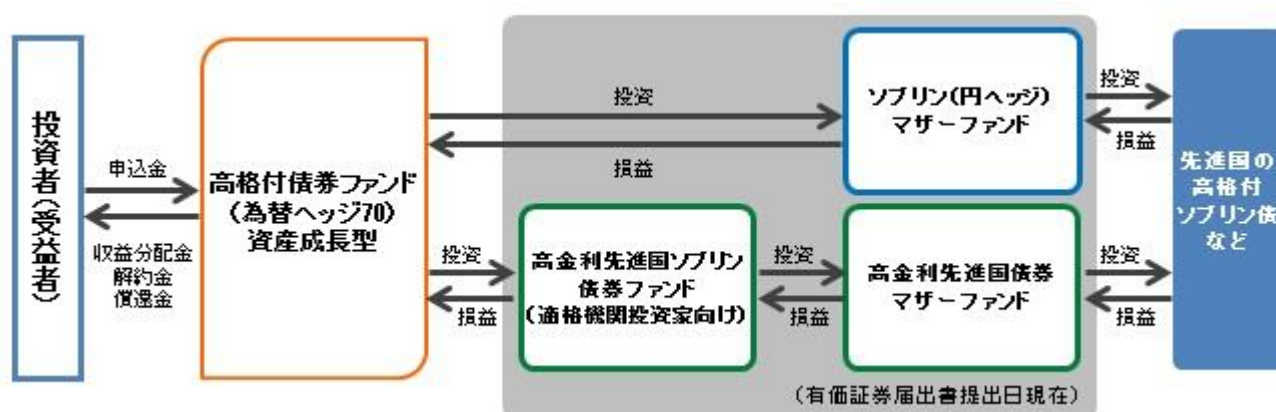 投資者(受益者)
申込金
収益分配金
解約金
償還金
高格付債券ファンド
(為替ヘッジ70)
資産成長型
投資
損益
ソブリン(円ヘッジ)
マザーファンド
投資
損益
投資
損益
高金利先進国ソブリン
債券ファンド
(適格機関投資家向け)
投資
損益
高金利先進国債券
マザーファンド
投資
損益
先進国の
高格付
ソブリン債
など
(有価証券届出書提出日現在)